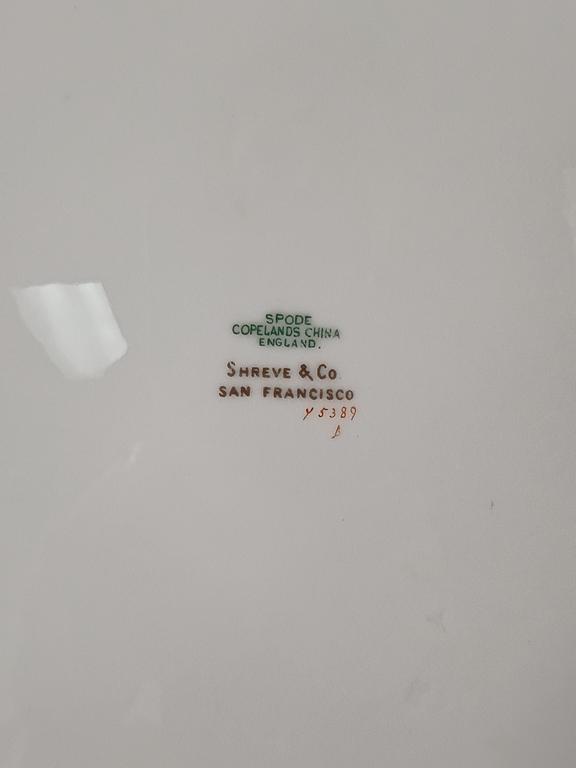 SPODE
COPELANDS CHINA
ENGLAND.
SHREVE & CO.
SAN FRANCISCO
Y5389